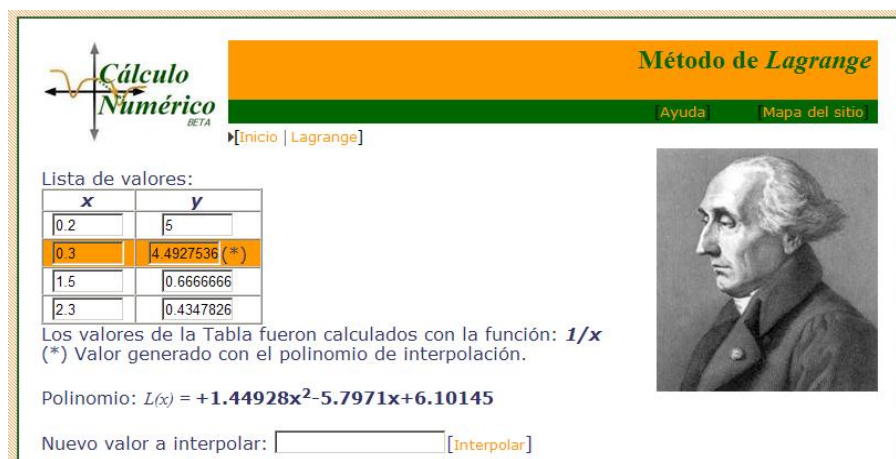 Cálculo
Numérico
BETA
Método de Lagrange
[Ayuda] [Mapa del sitio]
[Inicio | Lagrange]
Lista de valores:
x y
0.2 5
0.3 4.4927536 (*)
1.5 0.6666666
2.3 0.4347826
Los valores de la Tabla fueron calculados con la función: 1/x
(*) Valor generado con el polinomio de interpolación.
Polinomio: L(x) = +1.44928x²-5.7971x+6.10145
Nuevo valor a interpolar: [Interpolar]